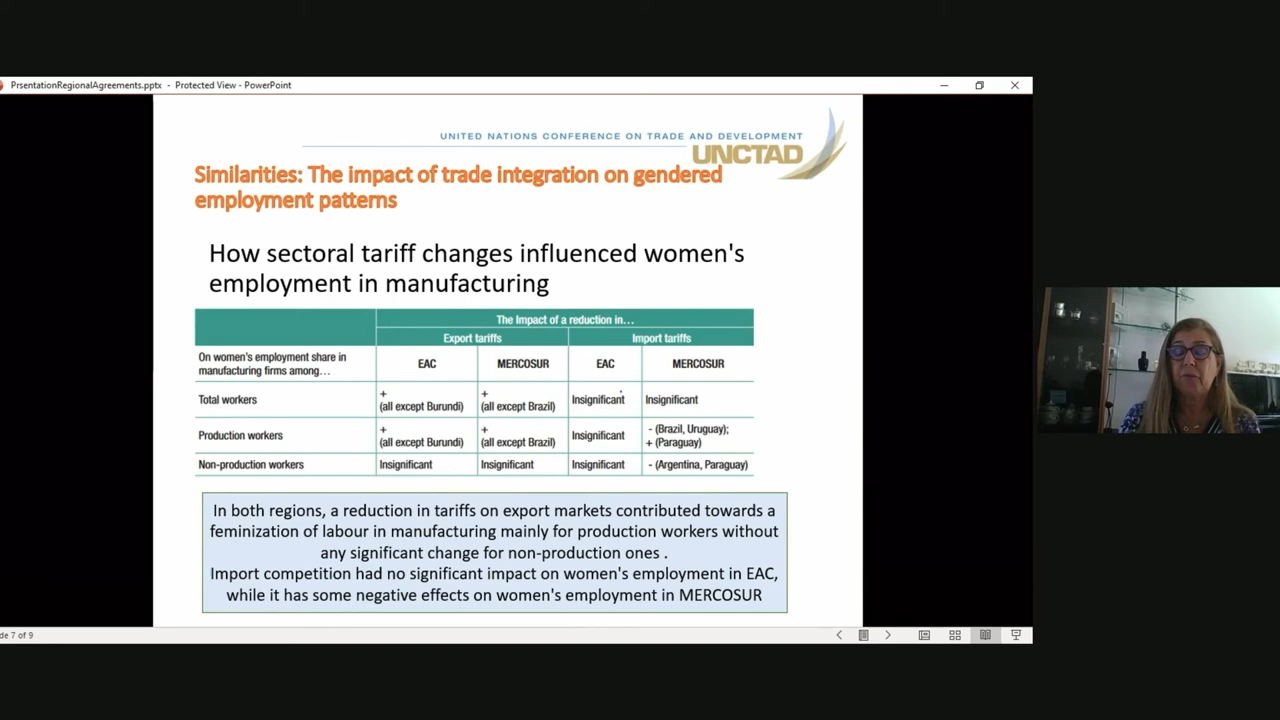 PrsentationRegionalAgreements.pptx - Protected View - PowerPoint
UNITED NATIONS CONFERENCE ON TRADE AND DEVELOPMENT
UNCTAD
Similarities: The impact of trade integration on gendered
employment patterns
How sectoral tariff changes influenced women's
employment in manufacturing
The Impact of a reduction in...
Export tariffs Import tariffs
On women's employment share in
manufacturing firms among...
EAC MERCOSUR EAC MERCOSUR
Total workers
+
(all except Burundi)
+
(all except Brazil)
Insignificant
Insignificant
Production workers
+
(all except Burundi)
+
(all except Brazil)
Insignificant
- (Brazil, Uruguay);
+ (Paraguay)
Non-production workers Insignificant Insignificant Insignificant - (Argentina, Paraguay)
In both regions, a reduction in tariffs on export markets contributed towards a
feminization of labour in manufacturing mainly for production workers without
any significant change for non-production ones .
Import competition had no significant impact on women's employment in EAC,
while it has some negative effects on women's employment in MERCOSUR
de 7 of 9